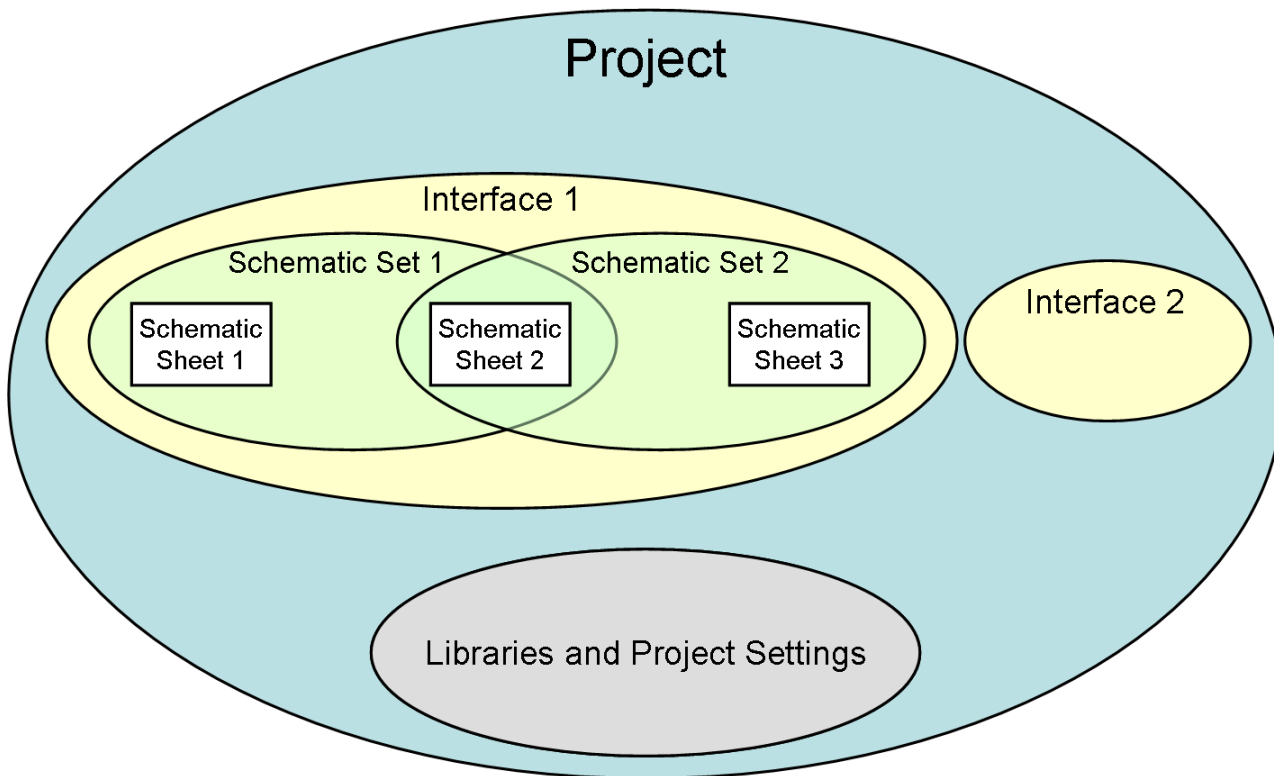 Project
Interface 1
Schematic Set 1
Schematic Set 2
Interface 2
Schematic
Sheet 1
Schematic
Sheet 2
Schematic
Sheet 3
Libraries and Project Settings